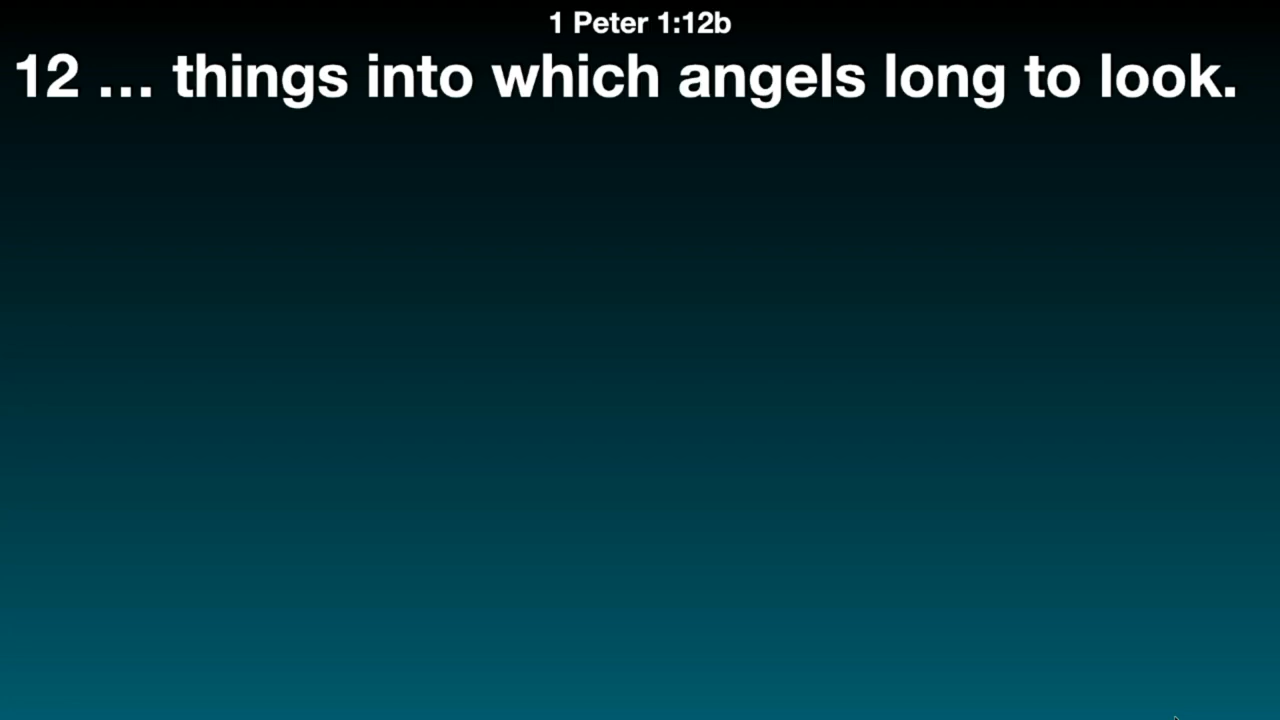 1 Peter 1:12b
12 … things into which angels long to look.